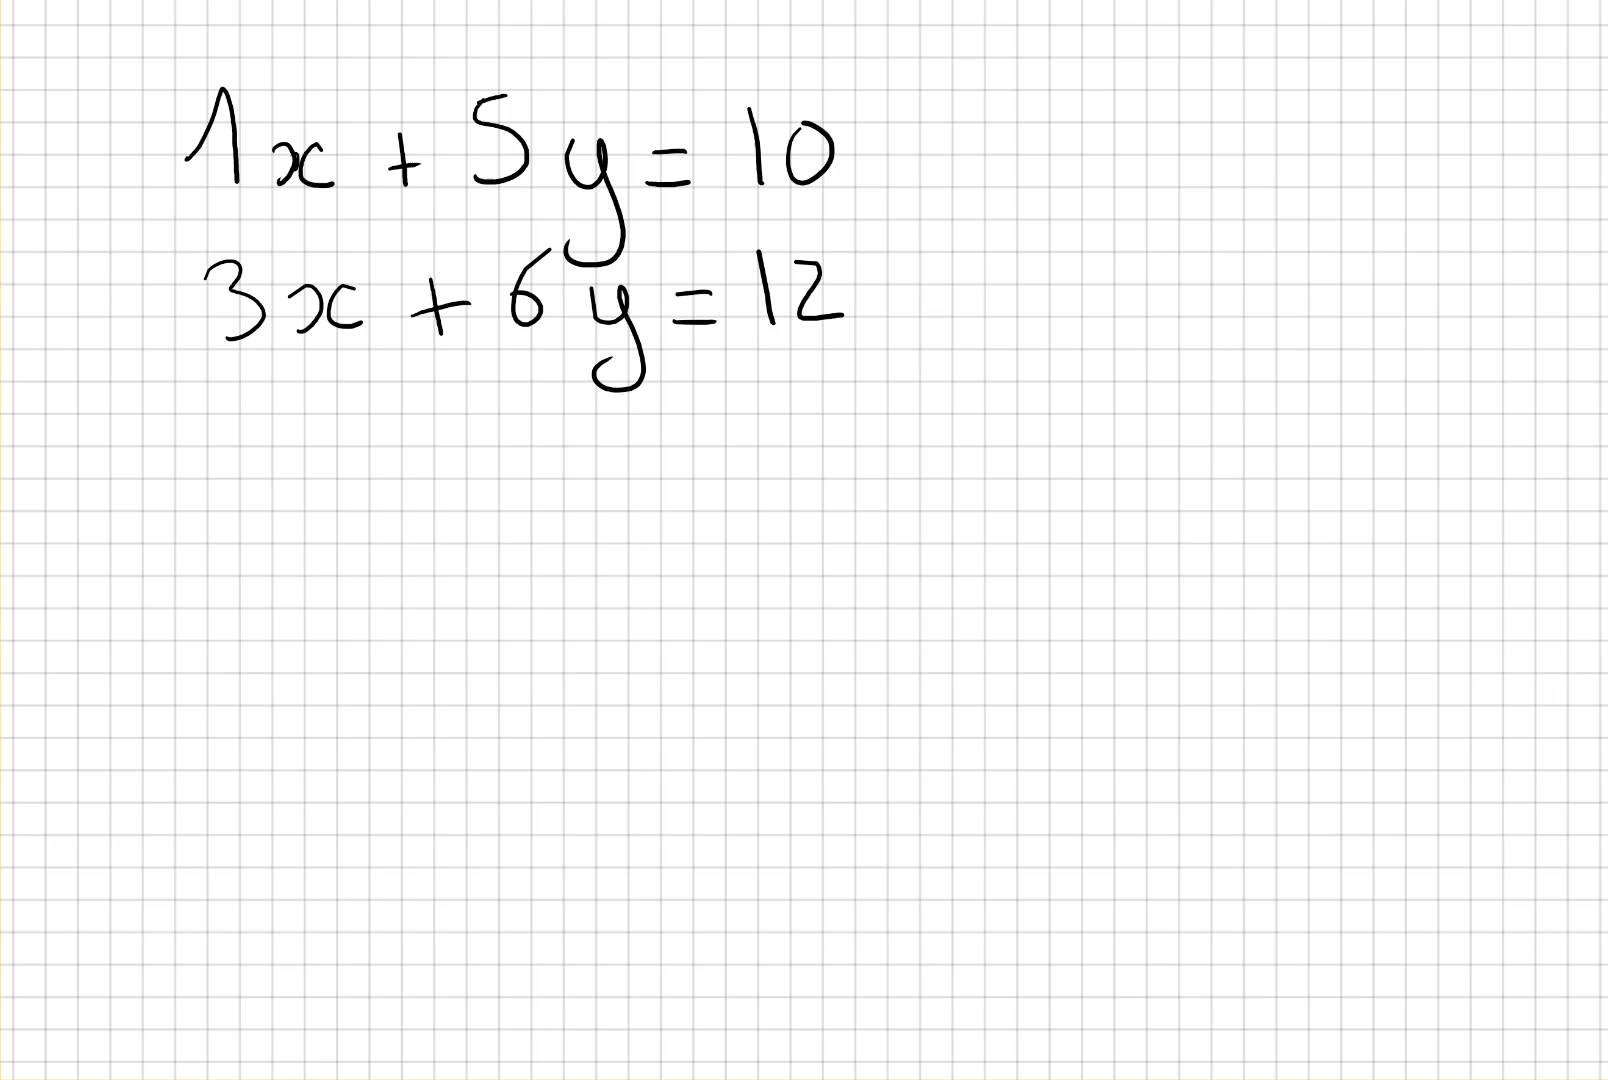 1x + 5y = 10
3x + 6y = 12